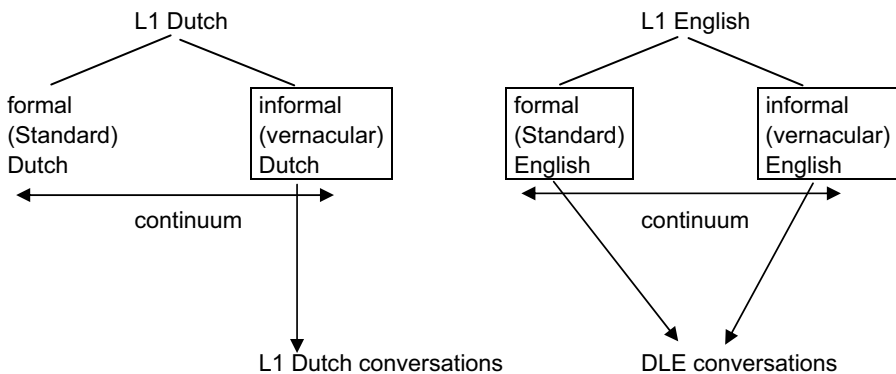 L1 Dutch
L1 English
formal
(Standard)
Dutch
informal
(vernacular)
Dutch
formal
(Standard)
English
informal
(vernacular)
English
continuum
continuum
L1 Dutch conversations
DLE conversations